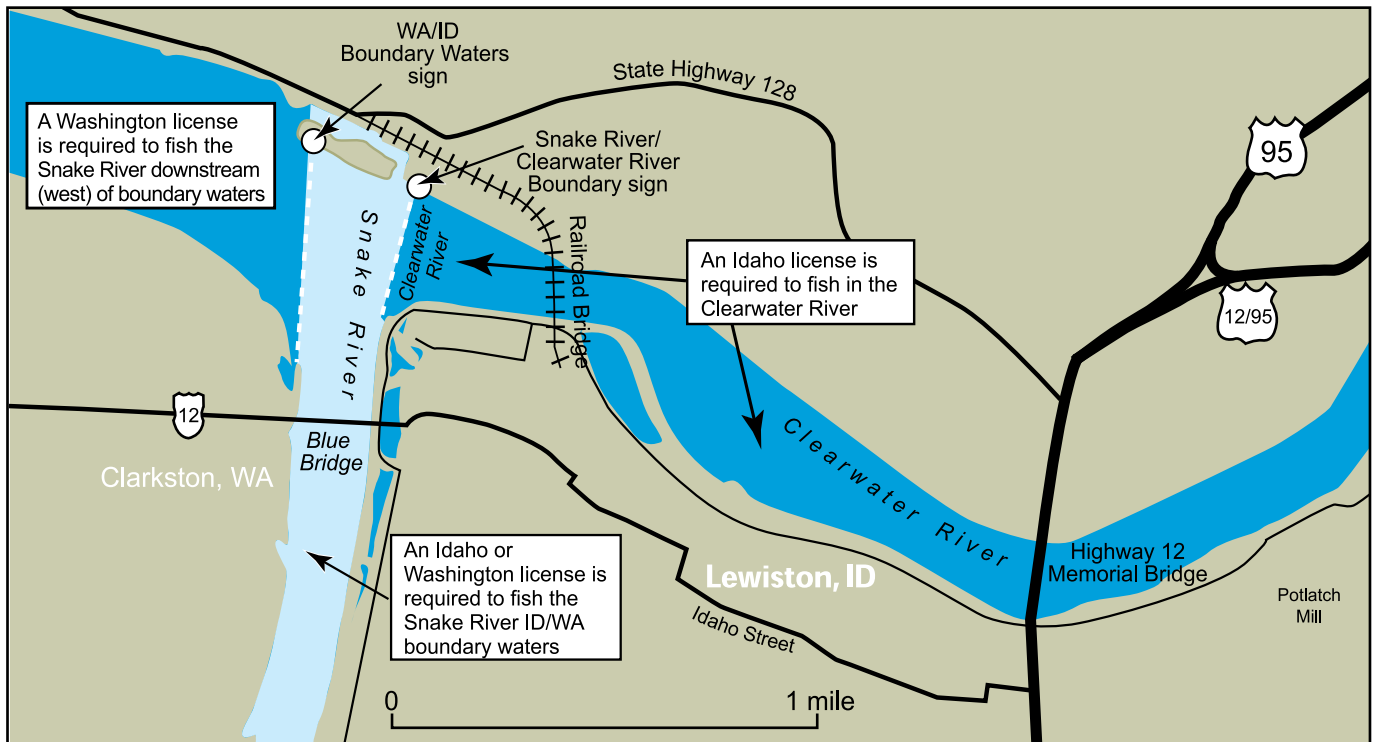 WA/ID
Boundary Waters
sign
State Highway 128
A Washington license
is required to fish the
Snake River downstream
(west) of boundary waters
Snake River/
Clearwater River
Boundary sign
95
12/95
Snake River
Clearwater
River
Railroad Bridge
An Idaho license is
required to fish in the
Clearwater River
12
Blue
Bridge
Clarkston, WA
Clearwater River
An Idaho or
Washington license is
required to fish the
Snake River ID/WA
boundary waters
Lewiston, ID
Highway 12
Memorial Bridge
Potlatch
Mill
Idaho Street
0
1 mile